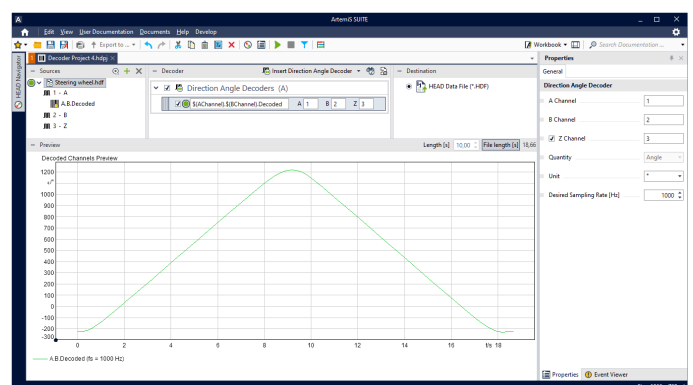 ArtemiS SUITE
Edit View User Documentation Documents Help Develop
Export to ...
Workbook
Search Documentation
HEAD Navigator
1 Decoder Project 4.hdpj
Sources
Steering wheel.hdf
1 - A
A.B.Decoded
2 - B
3 - Z
Decoder
Insert Direction Angle Decoder
Direction Angle Decoders (A)
$(AChannel).$(BChannel).Decoded A 1 B 2 Z 3
Destination
HEAD Data File (*.HDF)
Preview
Length [s] 10,00 File length [s] 18,66
Decoded Channels Preview
1200
∠/°
1000
900
800
700
600
500
400
300
200
100
0
-100
-200
-300
0 2 4 6 8 10 12 14 16 t/s 18
A.B.Decoded (fs = 1000 Hz)
Properties
General
Direction Angle Decoder
A Channel 1
B Channel 2
Z Channel 3
Quantity Angle
Unit °
Desired Sampling Rate [Hz] 1000
Properties Event Viewer